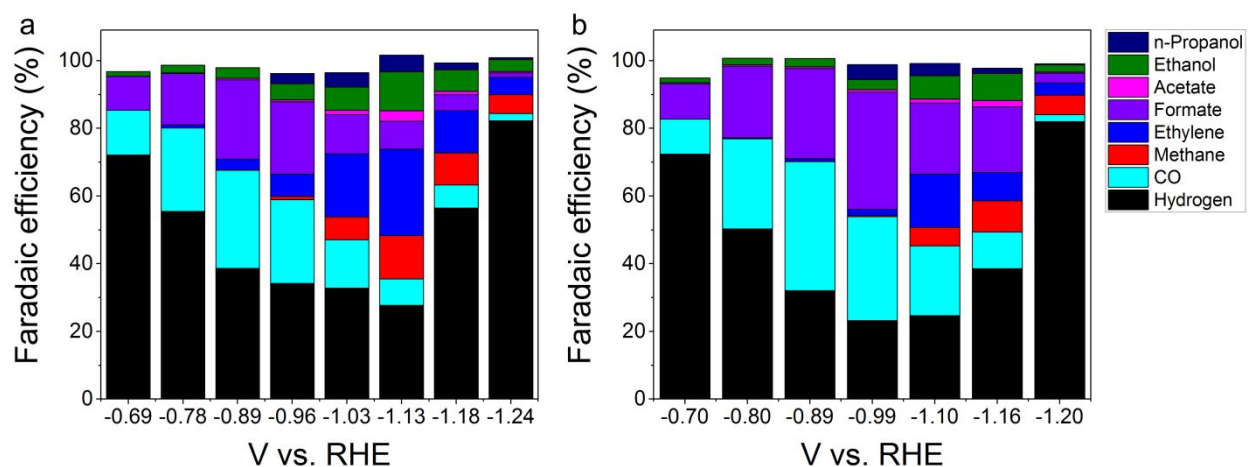 a
Faradaic efficiency (%)
100
80
60
40
20
0
-0.69 -0.78 -0.89 -0.96 -1.03 -1.13 -1.18 -1.24
V vs. RHE
b
Faradaic efficiency (%)
100
80
60
40
20
0
-0.70 -0.80 -0.89 -0.99 -1.10 -1.16 -1.20
V vs. RHE
n-Propanol
Ethanol
Acetate
Formate
Ethylene
Methane
CO
Hydrogen